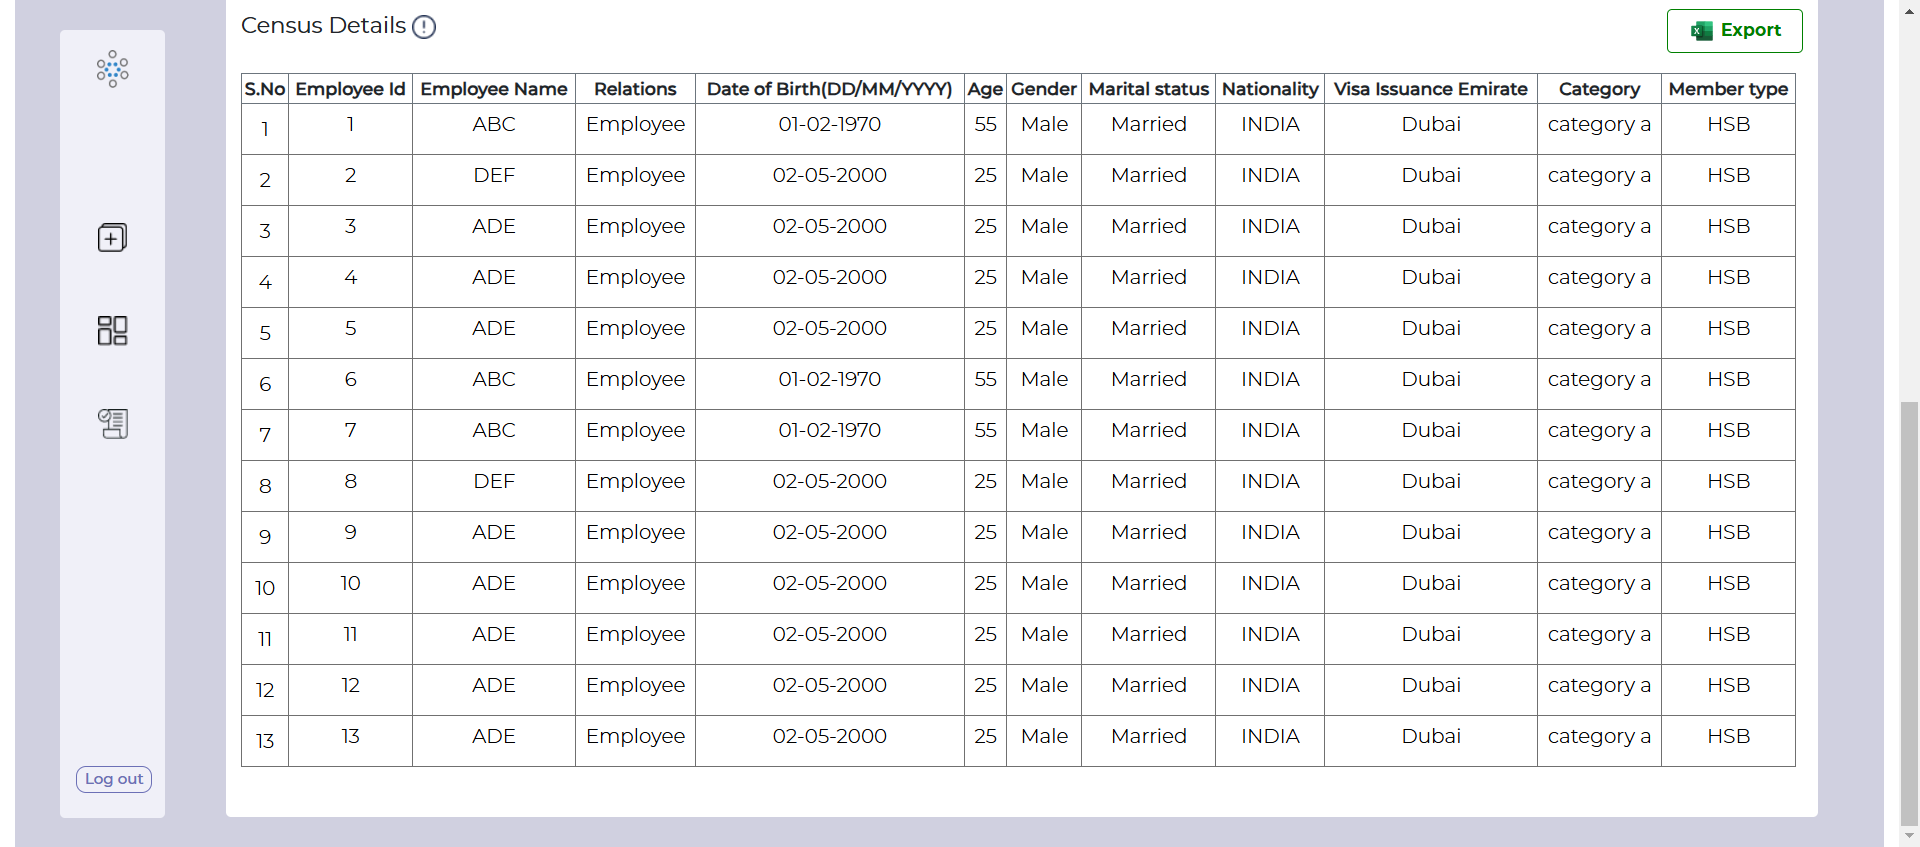 Census Details
Export
S.No Employee Id Employee Name Relations Date of Birth(DD/MM/YYYY) Age Gender Marital status Nationality Visa Issuance Emirate Category Member type
1 1 ABC Employee 01-02-1970 55 Male Married INDIA Dubai category a HSB
2 2 DEF Employee 02-05-2000 25 Male Married INDIA Dubai category a HSB
3 3 ADE Employee 02-05-2000 25 Male Married INDIA Dubai category a HSB
4 4 ADE Employee 02-05-2000 25 Male Married INDIA Dubai category a HSB
5 5 ADE Employee 02-05-2000 25 Male Married INDIA Dubai category a HSB
6 6 ABC Employee 01-02-1970 55 Male Married INDIA Dubai category a HSB
7 7 ABC Employee 01-02-1970 55 Male Married INDIA Dubai category a HSB
8 8 DEF Employee 02-05-2000 25 Male Married INDIA Dubai category a HSB
9 9 ADE Employee 02-05-2000 25 Male Married INDIA Dubai category a HSB
10 10 ADE Employee 02-05-2000 25 Male Married INDIA Dubai category a HSB
11 11 ADE Employee 02-05-2000 25 Male Married INDIA Dubai category a HSB
12 12 ADE Employee 02-05-2000 25 Male Married INDIA Dubai category a HSB
13 13 ADE Employee 02-05-2000 25 Male Married INDIA Dubai category a HSB
Log out